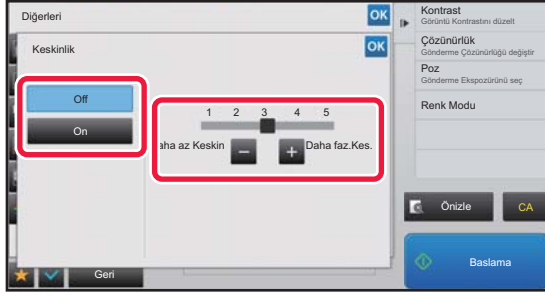 Diğerleri
OK
Keskinlik
OK
Off
On
1 2 3 4 5
aha az Keskin
−
+
Daha faz.Kes.
Geri
Kontrast
Görüntü Kontrastını düzelt
Çözünürlük
Gönderme Çözünürlüğü değiştir
Poz
Gönderme Ekspozürünü seç
Renk Modu
Önizle
CA
Baslama